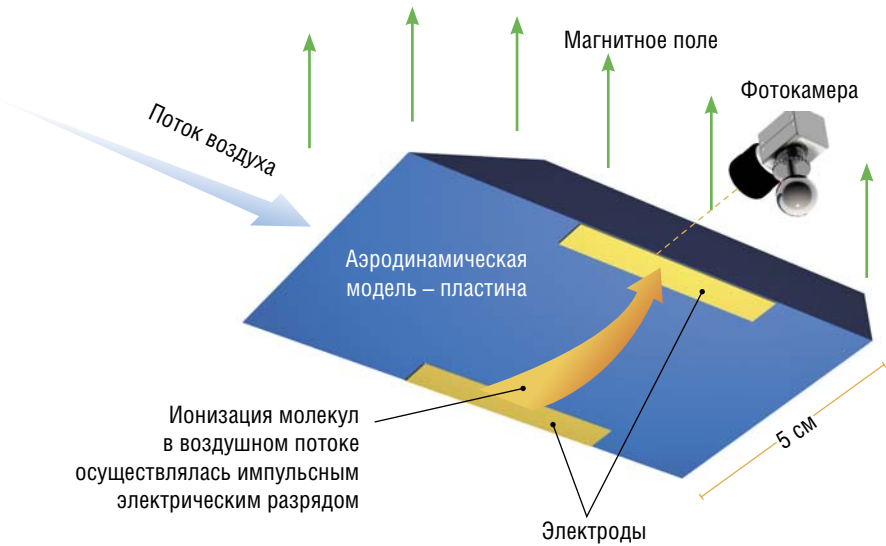 Магнитное поле
Фотокамера
Поток воздуха
Аэродинамическая
модель – пластина
Ионизация молекул
в воздушном потоке
осуществлялась импульсным
электрическим разрядом
5 см
Электроды